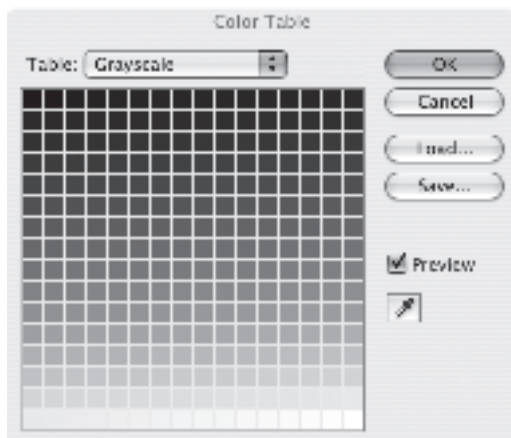 Color Table
Table: Grayscale
OK
Cancel
Load...
Save...
Preview